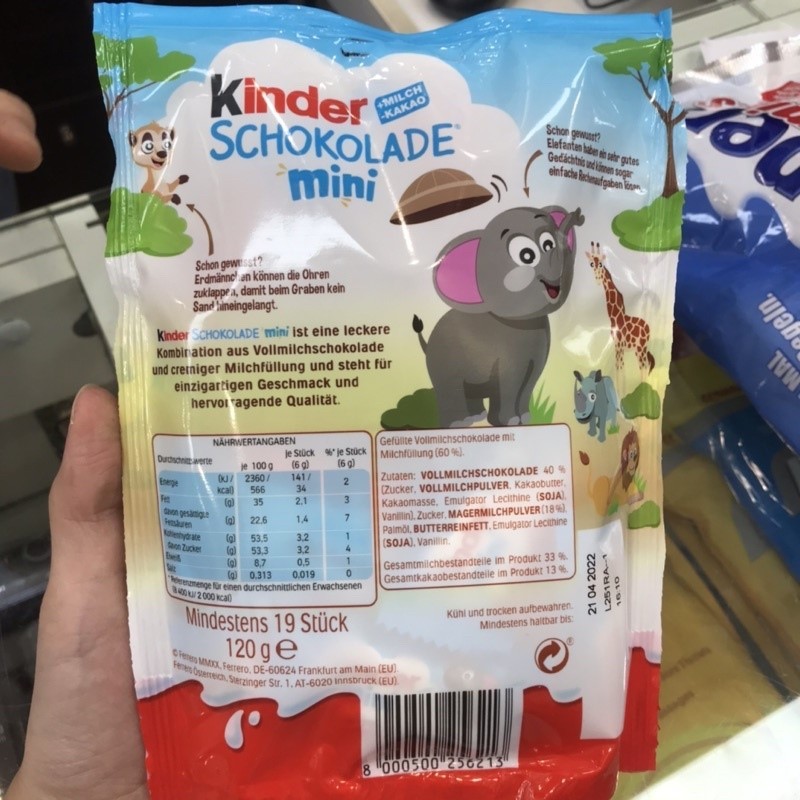 Kinder
+MILCH
-KAKAO
SCHOKOLADE®
mini
Schon gewusst?
Elefanten haben ein sehr gutes
Gedächtnis und können sogar
einfache Rechenaufgaben lösen.
Schon gewusst?
Erdmännchen können die Ohren
zuklappen, damit beim Graben kein
Sand hineingelangt.
Kinder SCHOKOLADE mini ist eine leckere
Kombination aus Vollmilchschokolade
und cremiger Milchfüllung und steht für
einzigartigen Geschmack und
hervorragende Qualität.
NÄHRWERTANGABEN
Durchschnittswerte je 100 g je Stück (6 g) %* je Stück (6 g)
Energie (kJ/ 2360/ 141/ 2
kcal) 566 34
Fett (g) 35 2,1 3
davon gesättigte
Fettsäuren (g) 22,6 1,4 7
Kohlenhydrate (g) 53,5 3,2 1
davon Zucker (g) 53,3 3,2 4
Eiweiß (g) 8,7 0,5 1
Salz (g) 0,313 0,019 0
*Referenzmenge für einen durchschnittlichen Erwachsenen
(8 400 kJ/ 2 000 kcal)
Gefüllte Vollmilchschokolade mit
Milchfüllung (60 %).
Zutaten: VOLLMILCHSCHOKOLADE 40 %
(Zucker, VOLLMILCHPULVER, Kakaobutter,
Kakaomasse, Emulgator Lecithine (SOJA),
Vanillin), Zucker, MAGERMILCHPULVER (18%),
Palmöl, BUTTERREINFETT, Emulgator Lecithine
(SOJA), Vanillin.
Gesamtmilchbestandteile im Produkt 33 %.
Gesamtkakaobestandteile im Produkt 13 %.
Mindestens 19 Stück
120 g e
Kühl und trocken aufbewahren.
Mindestens haltbar bis:
21 04 2022
16:10
© Ferrero MMXX, Ferrero, DE-60624 Frankfurt am Main (EU).
Ferrero Österreich, Sterzinger Str. 1, AT-6020 Innsbruck (EU).
8 000500 256213
MAL